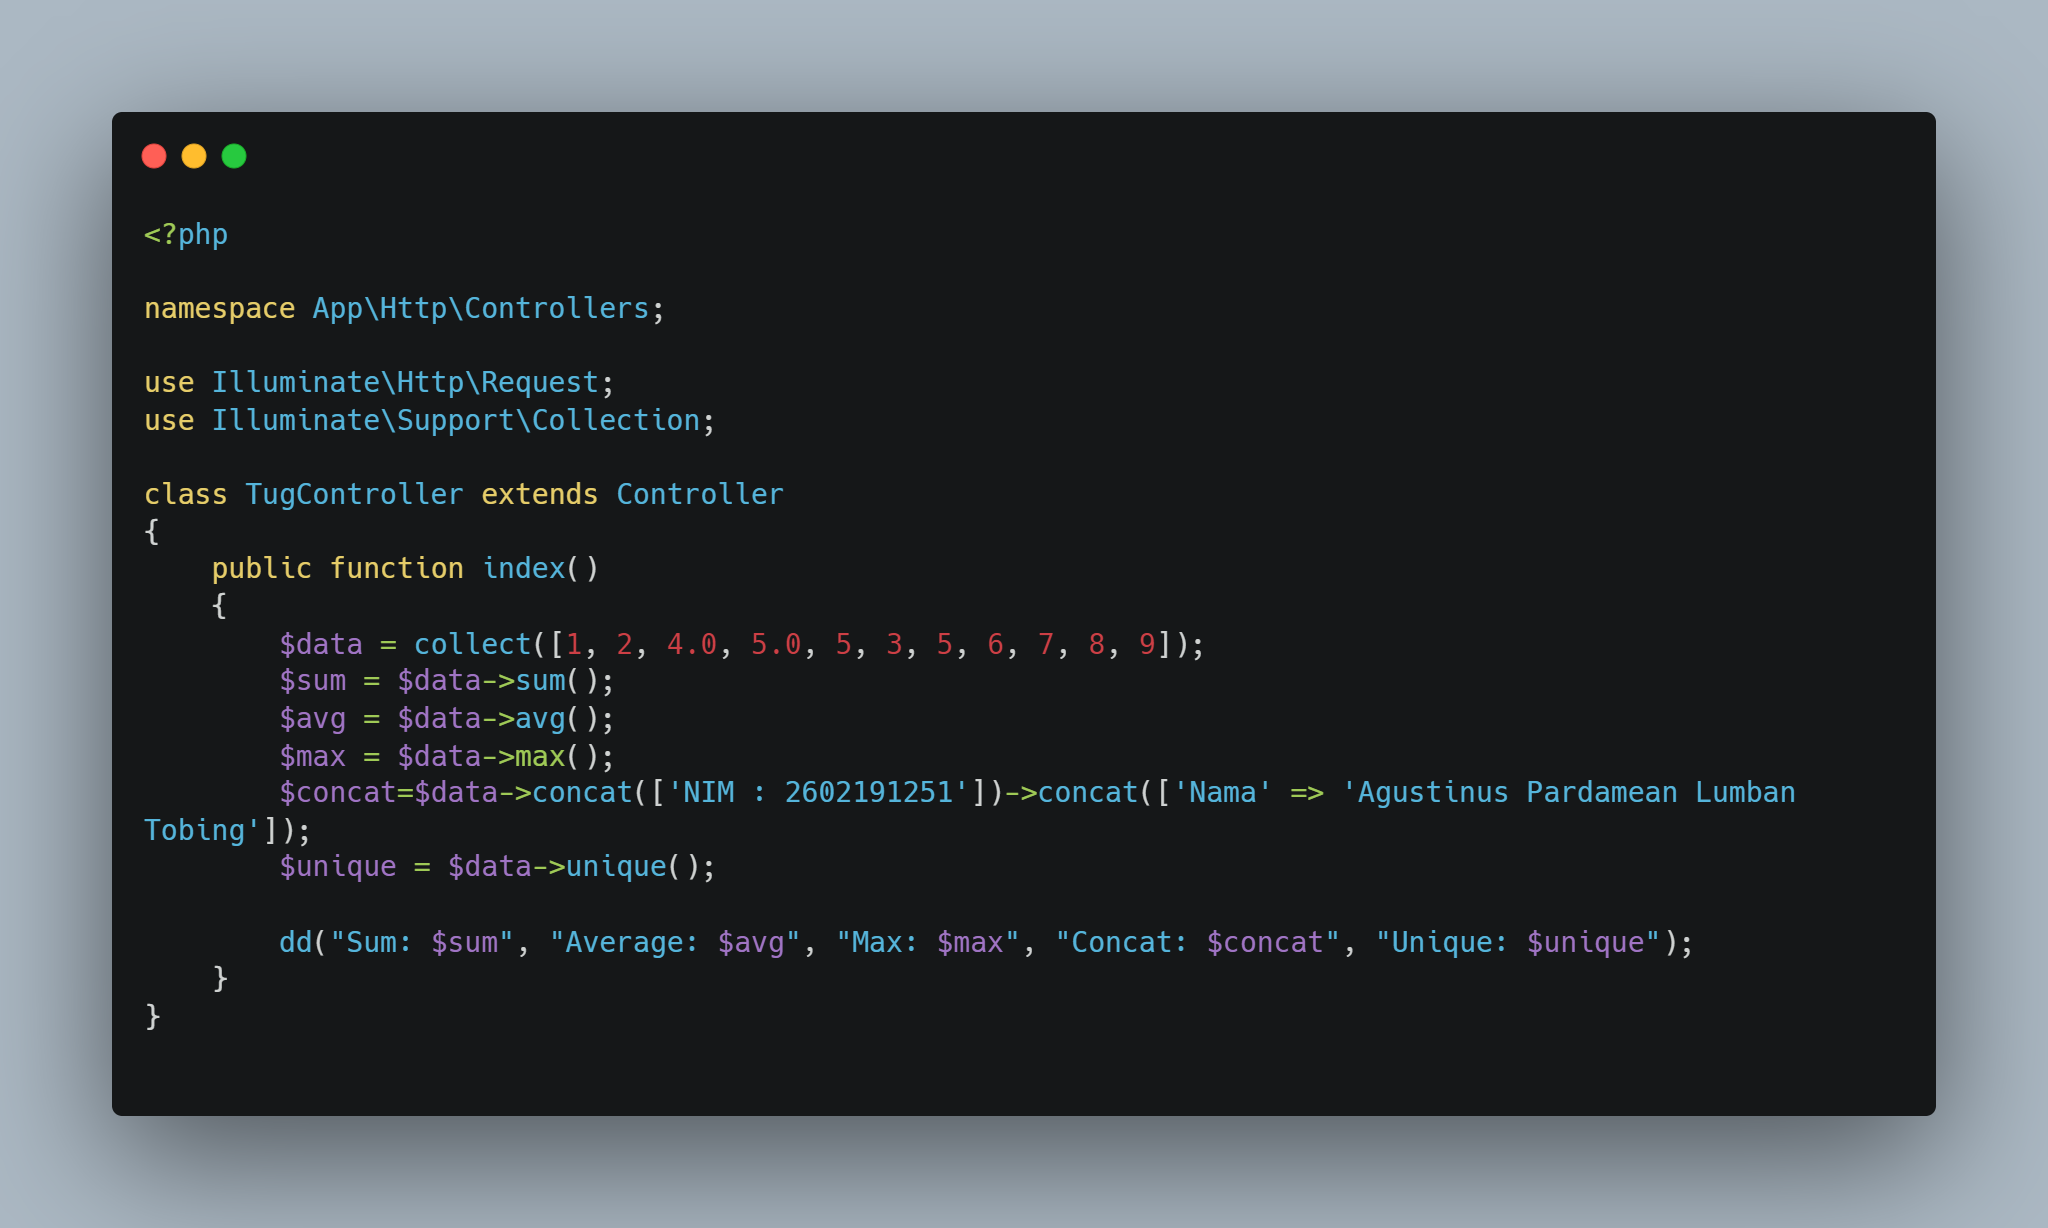 <?php
namespace App\Http\Controllers;
use Illuminate\Http\Request;
use Illuminate\Support\Collection;
class TugController extends Controller
{
    public function index()
    {
        $data = collect([1, 2, 4.0, 5.0, 5, 3, 5, 6, 7, 8, 9]);
        $sum = $data->sum();
        $avg = $data->avg();
        $max = $data->max();
        $concat=$data->concat(['NIM : 2602191251'])->concat(['Nama' => 'Agustinus Pardamean Lumban
Tobing']);
        $unique = $data->unique();
        dd("Sum: $sum", "Average: $avg", "Max: $max", "Concat: $concat", "Unique: $unique");
    }
}